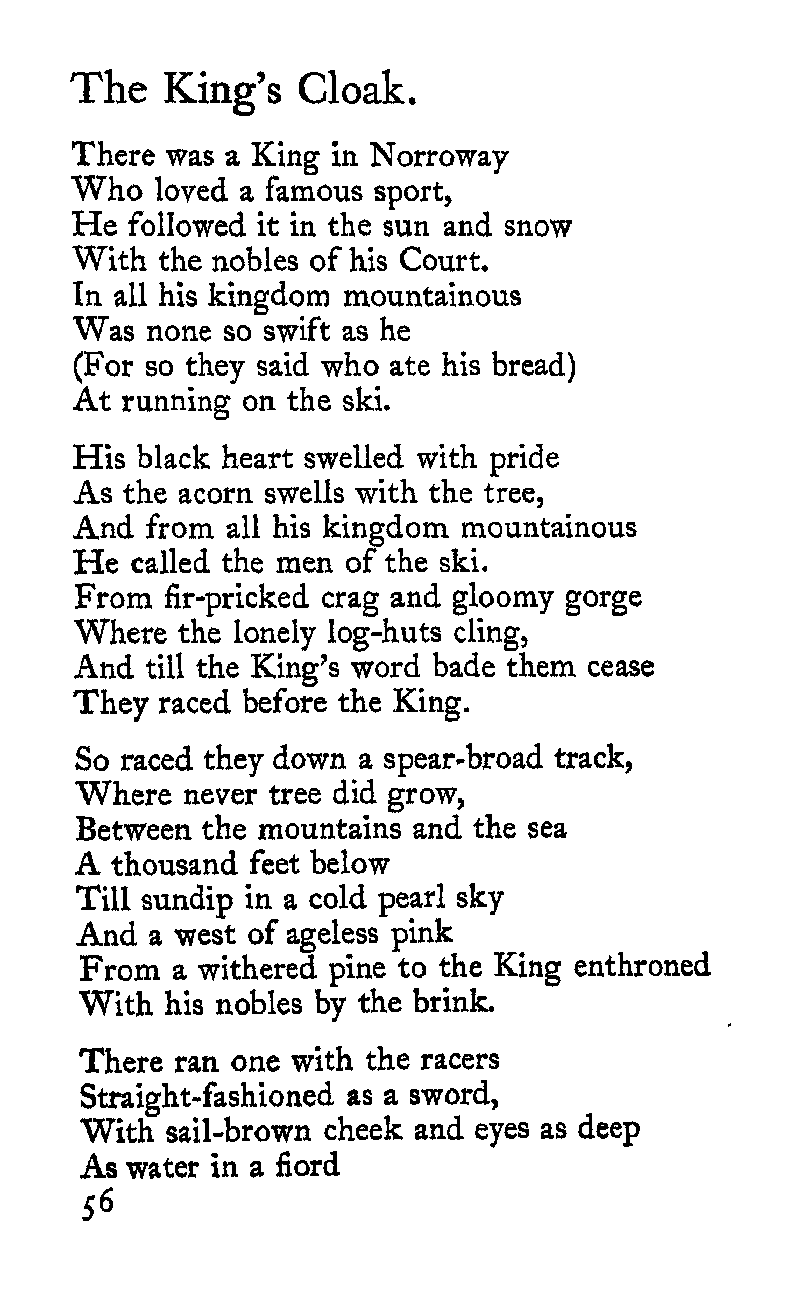 The King's Cloak.
There was a King in Norroway
Who loved a famous sport,
He followed it in the sun and snow
With the nobles of his Court.
In all his kingdom mountainous
Was none so swift as he
(For so they said who ate his bread)
At running on the ski.
His black heart swelled with pride
As the acorn swells with the tree,
And from all his kingdom mountainous
He called the men of the ski.
From fir-pricked crag and gloomy gorge
Where the lonely log-huts cling,
And till the King's word bade them cease
They raced before the King.
So raced they down a spear-broad track,
Where never tree did grow,
Between the mountains and the sea
A thousand feet below
Till sundip in a cold pearl sky
And a west of ageless pink
From a withered pine to the King enthroned
With his nobles by the brink.
There ran one with the racers
Straight-fashioned as a sword,
With sail-brown cheek and eyes as deep
As water in a fiord
56